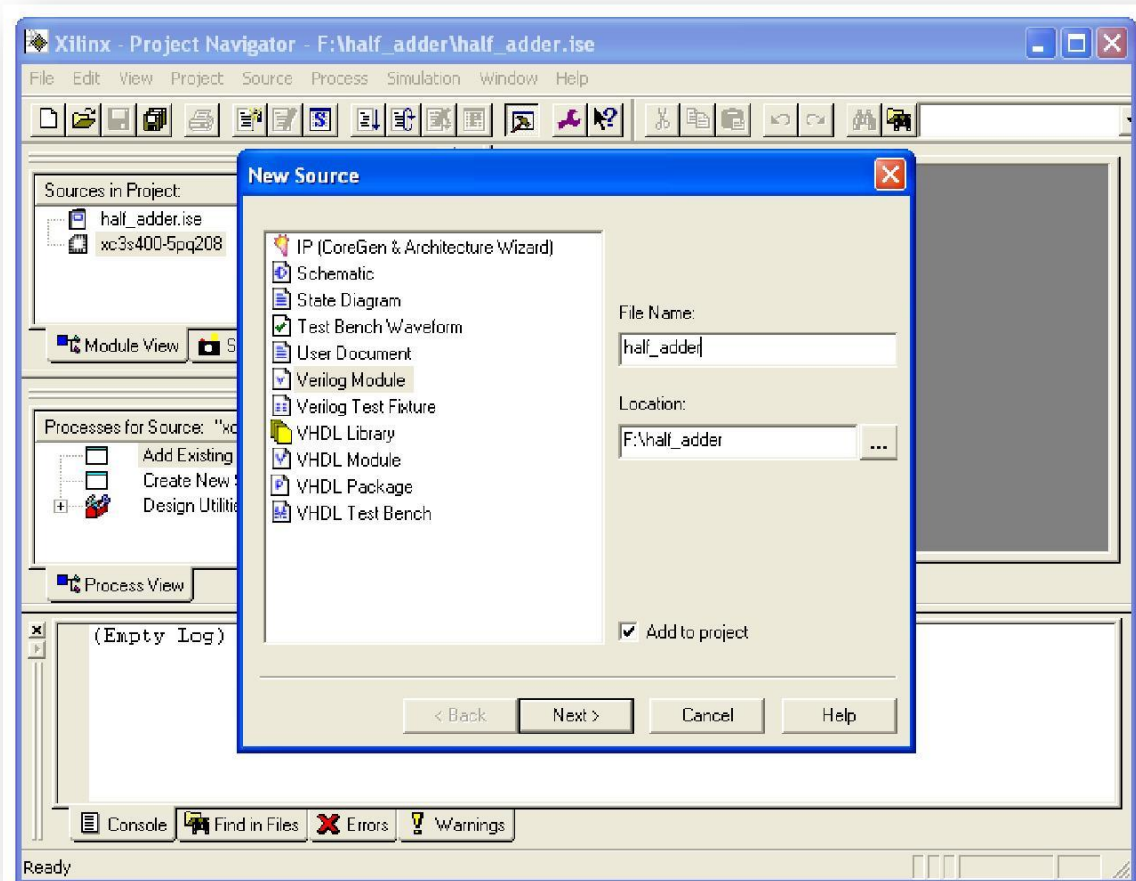 Xilinx - Project Navigator - F:\half_adder\half_adder.ise
File Edit View Project Source Process Simulation Window Help
Sources in Project:
half_adder.ise
xc3s400-5pq208
Module View
S
Processes for Source: "xc
Add Existing
Create New
Design Utilitie
Process View
New Source
IP (CoreGen & Architecture Wizard)
Schematic
State Diagram
Test Bench Waveform
User Document
Verilog Module
Verilog Test Fixture
VHDL Library
VHDL Module
VHDL Package
VHDL Test Bench
File Name:
half_adder
Location:
F:\half_adder
...
Add to project
< Back Next > Cancel Help
(Empty Log)
Console Find in Files Errors Warnings
Ready